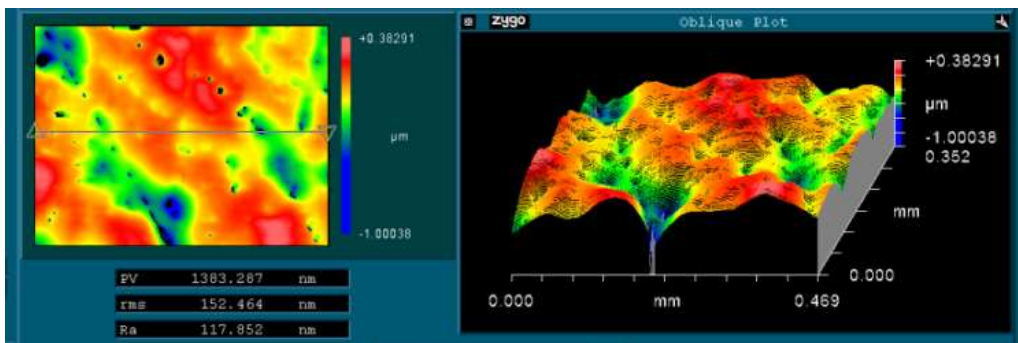 +0.38291
μm
-1.00038
PV 1383.287 nm
rms 152.464 nm
Ra 117.852 nm
zygo Oblique Plot
+0.38291
μm
-1.00038
0.352
mm
0.000
0.000 mm 0.469